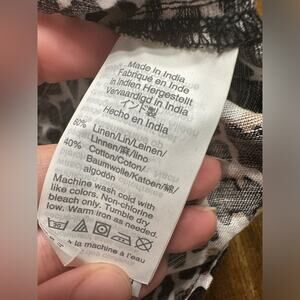 Made in India
Fabriqué en Inde
in Indien Hergestellt
Vervaardigd in India
インド製
Hecho en India
60% Linen/Lin/Leinen/
Linnen/麻/lino
40% Cotton/Coton/
Baumwolle/Katoen/綿/
algodón
Machine wash cold with
like colors. Non-chlorine
bleach only. Tumble dry
low. Warm iron as needed.
à la machine à l'eau